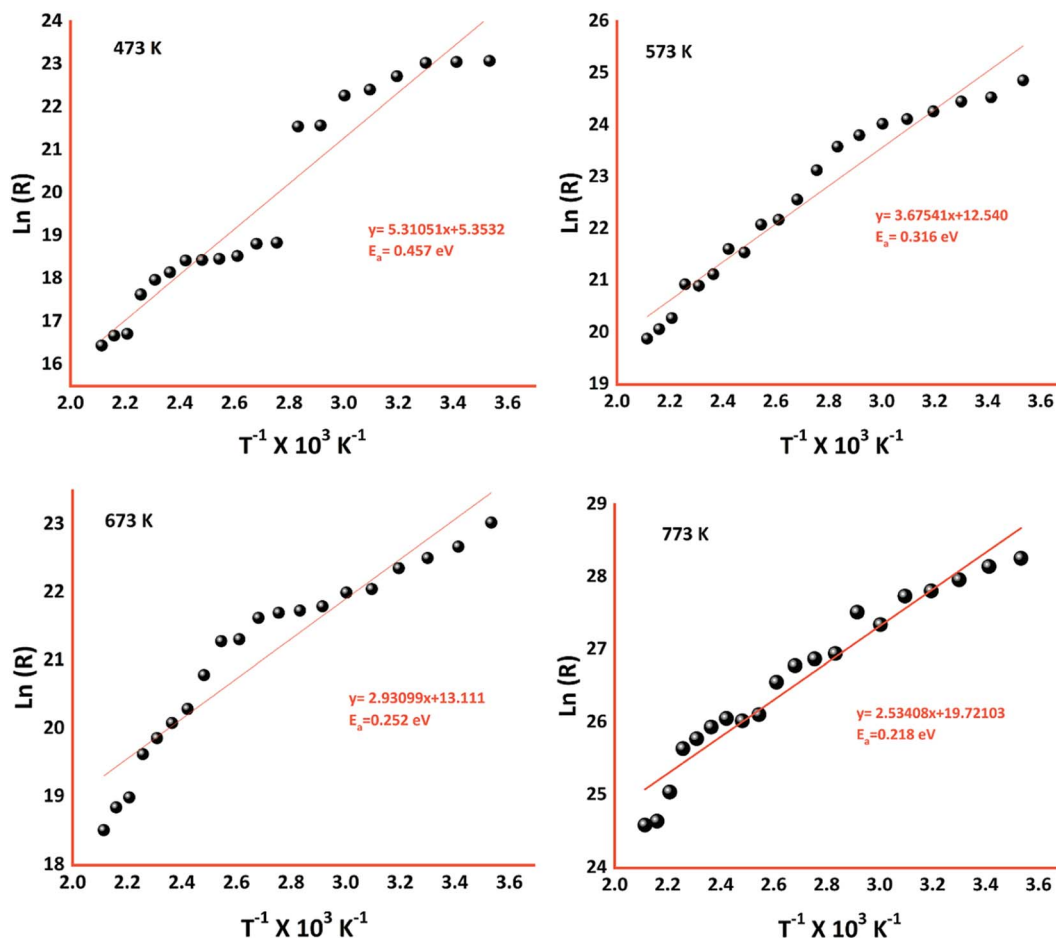 473 K
Ln (R)
24
23
22
21
20
19
18
17
16
y= 5.31051x+5.3532
Eₐ= 0.457 eV
2.0 2.2 2.4 2.6 2.8 3.0 3.2 3.4 3.6
T⁻¹ X 10³ K⁻¹
573 K
Ln (R)
26
25
24
23
22
21
20
19
y= 3.67541x+12.540
Eₐ= 0.316 eV
2.0 2.2 2.4 2.6 2.8 3.0 3.2 3.4 3.6
T⁻¹ X 10³ K⁻¹
673 K
Ln (R)
23
22
21
20
19
18
y= 2.93099x+13.111
Eₐ=0.252 eV
2.0 2.2 2.4 2.6 2.8 3.0 3.2 3.4 3.6
T⁻¹ X 10³ K⁻¹
773 K
Ln (R)
29
28
27
26
25
24
y= 2.53408x+19.72103
Eₐ=0.218 eV
2.0 2.2 2.4 2.6 2.8 3.0 3.2 3.4 3.6
T⁻¹ X 10³ K⁻¹